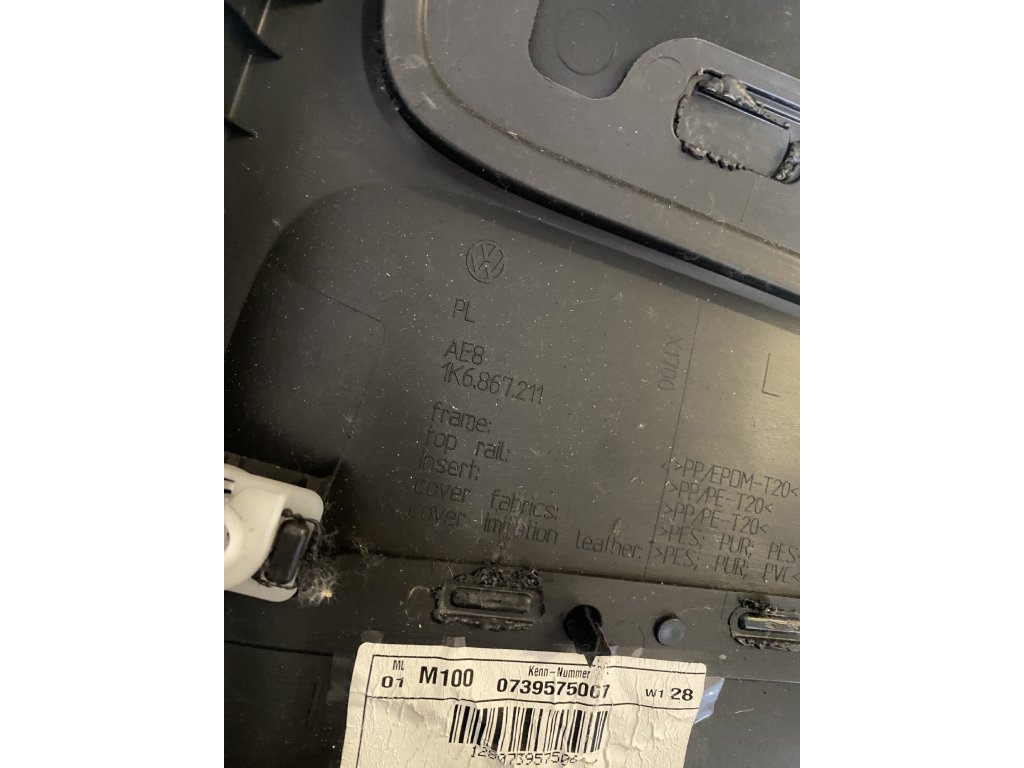 PL
AE8
1K6.867.211
X1700
L
frame: >PP/EPDM-T20<
top rail: >PP/PE-T20<
insert: >PP/PE-T20<
cover fabrics: >PES; PUR; PES
cover imitation leather: >PES; PUR; PVC<
ML Kenn-Nummer
01 M100 0739575007 W1 28